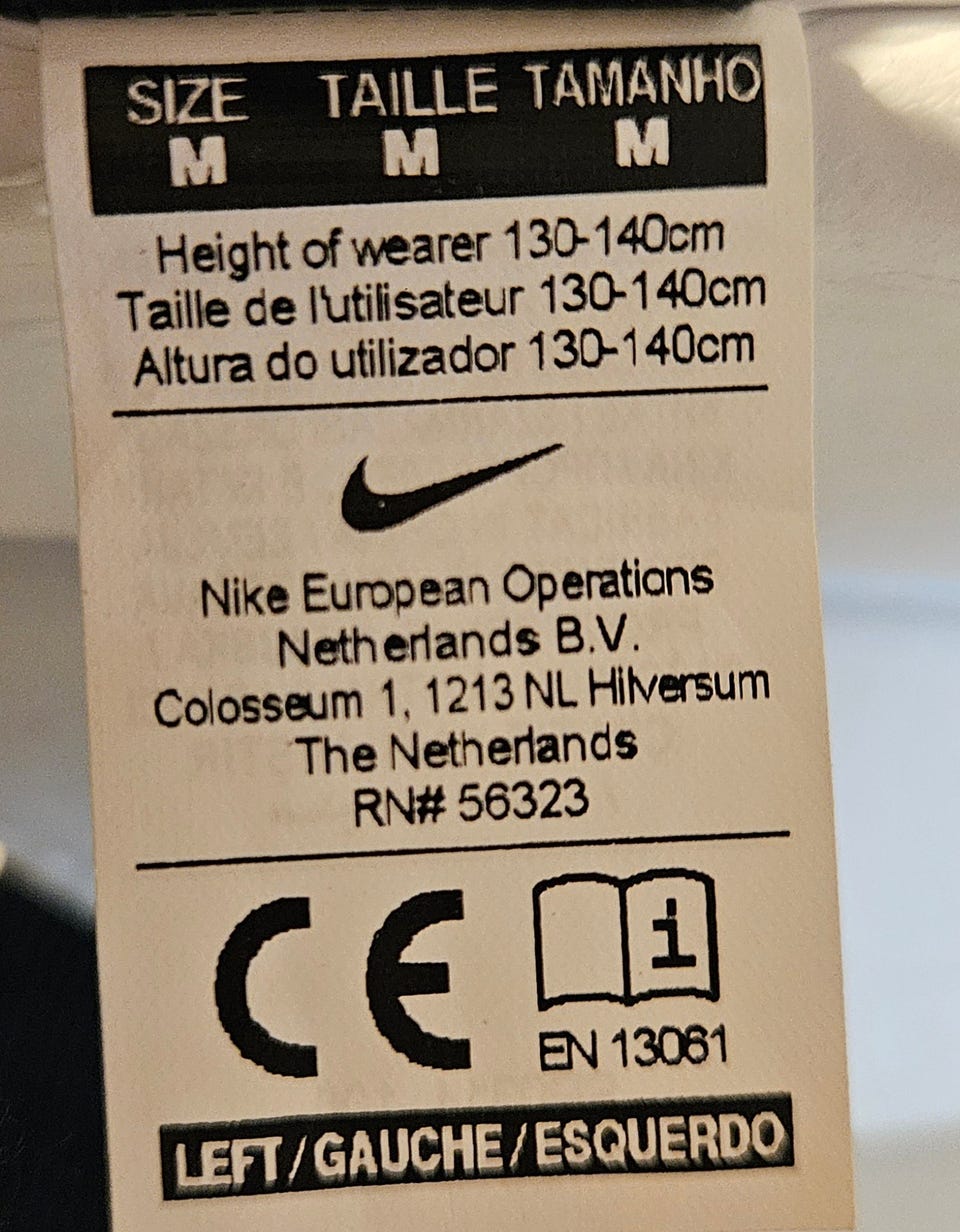 SIZE TAILLE TAMANHO
M M M
Height of wearer 130-140cm
Taille de l'utilisateur 130-140cm
Altura do utilizador 130-140cm
Nike European Operations
Netherlands B.V.
Colosseum 1, 1213 NL Hilversum
The Netherlands
RN# 56323
CE i
EN 13061
LEFT/GAUCHE/ESQUERDO